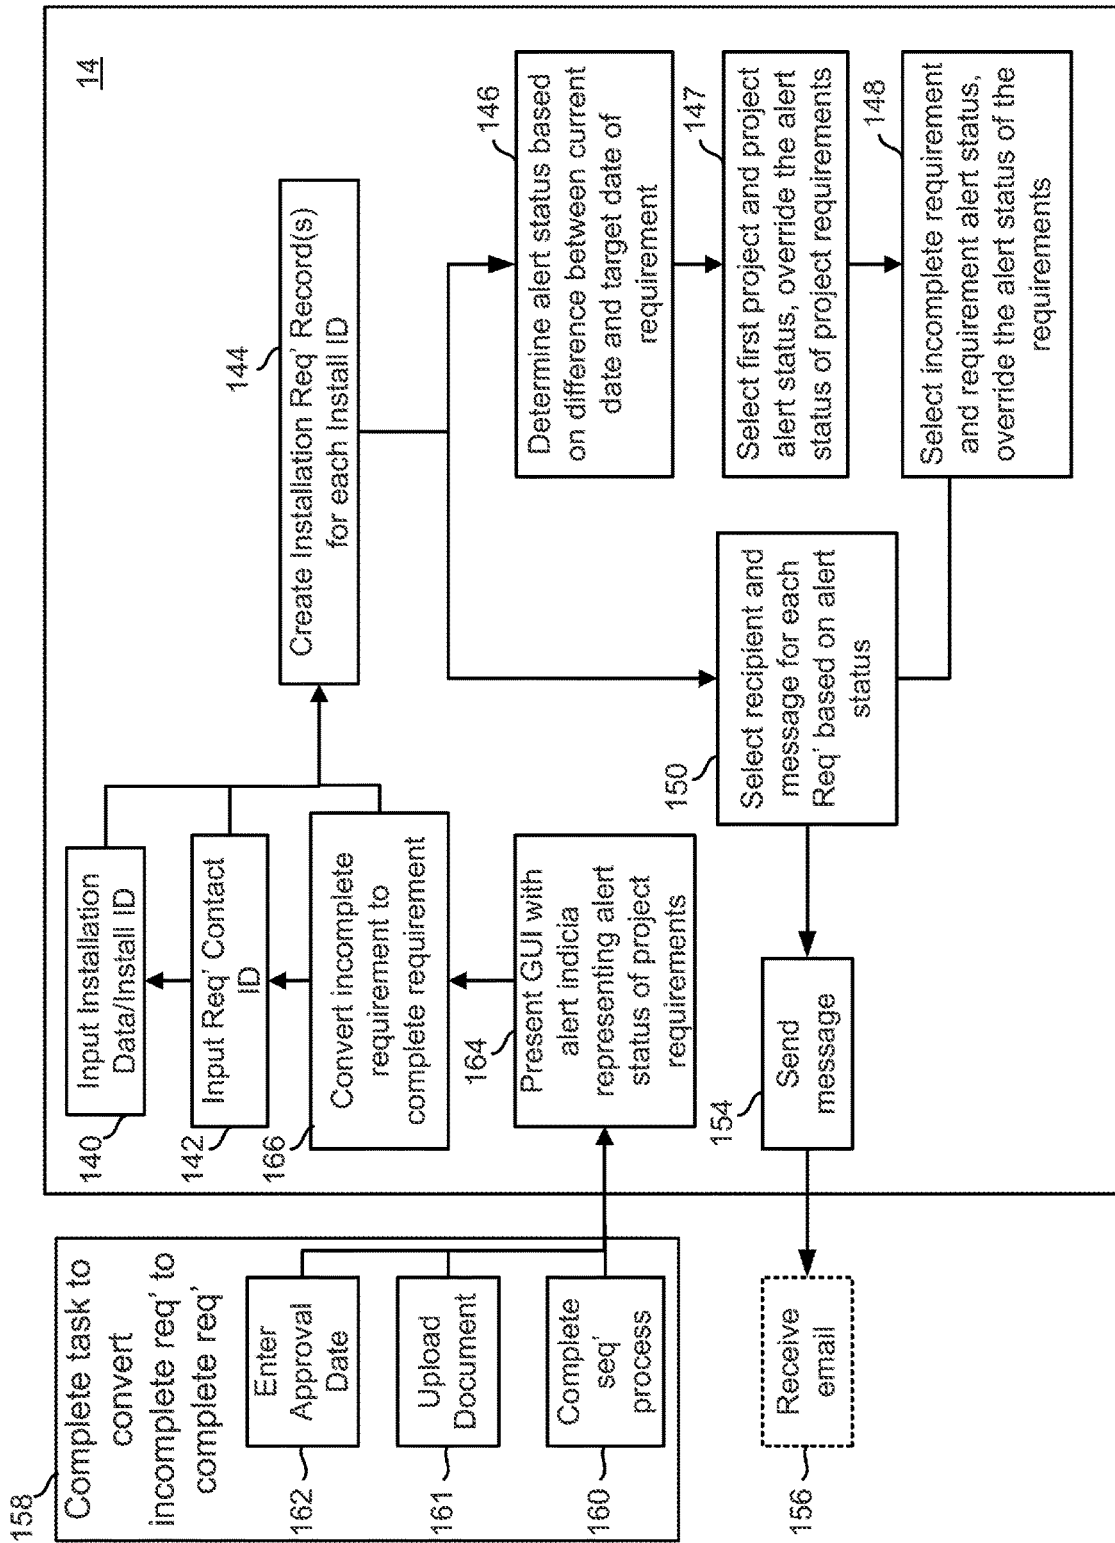 158
Complete task to
convert
incomplete req' to
complete req'
162
Enter
Approval
Date
161
Upload
Document
160
Complete
seq'
process
156
Receive
email
14
140
Input Installation
Data/Install ID
142
Input Req' Contact
ID
166
Convert incomplete
requirement to
complete requirement
164
Present GUI with
alert indicia
representing alert
status of project
requirements
154
Send
message
144
Create Installation Req' Record(s)
for each Install ID
150
Select recipient and
message for each
Req' based on alert
status
146
Determine alert status based
on difference between current
date and target date of
requirement
147
Select first project and project
alert status, override the alert
status of project requirements
148
Select incomplete requirement
and requirement alert status,
override the alert status of the
requirements